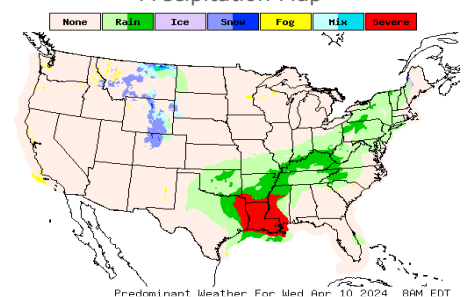 Precipitation Map
None Rain Ice Snow Fog Mix Severe
Predominant Weather For Wed Apr 10 2024 8AM EDT